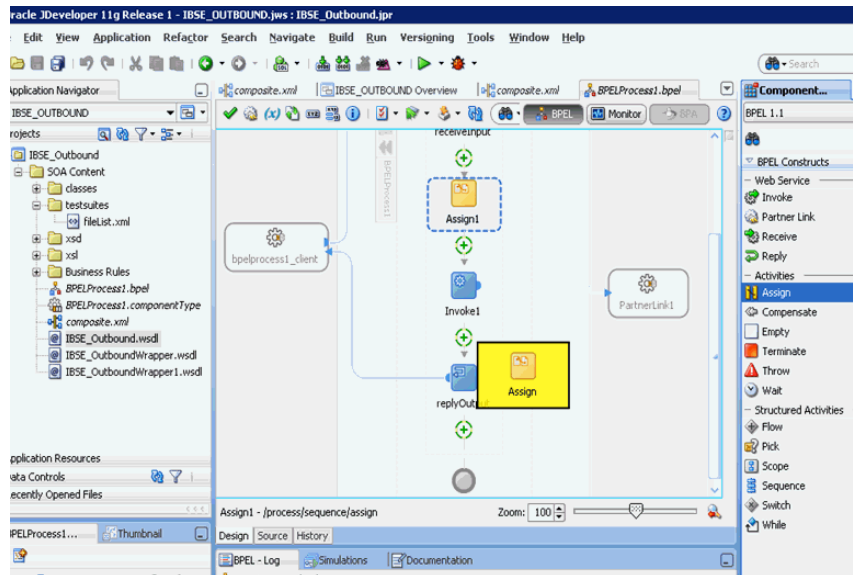 racle JDeveloper 11g Release 1 - IBSE_OUTBOUND.jws : IBSE_Outbound.jpr
Edit View Application Refactor Search Navigate Build Run Versioning Tools Window Help
Search
pplication Navigator
composite.xml
IBSE_OUTBOUND Overview
composite.xml
BPELProcess1.bpel
Component...
IBSE_OUTBOUND
BPEL
Monitor
BPA
BPEL 1.1
rojects
IBSE_Outbound
SOA Content
classes
testsuites
fileList.xml
xsd
xsl
Business Rules
BPELProcess1.bpel
BPELProcess1.componentType
composite.xml
IBSE_Outbound.wsdl
IBSE_OutboundWrapper.wsdl
IBSE_OutboundWrapper1.wsdl
pplication Resources
ata Controls
ecently Opened Files
BPELProcess1
receiveInput
Assign1
bpelprocess1_client
Invoke1
PartnerLink1
Assign
replyOutput
BPEL Constructs
Web Service
Invoke
Partner Link
Receive
Reply
Activities
Assign
Compensate
Empty
Terminate
Throw
Wait
Structured Activities
Flow
Pick
Scope
Sequence
Switch
While
Assign1 - /process/sequence/assign
Zoom: 100
Design Source History
PELProcess1...
Thumbnail
BPEL - Log
Simulations
Documentation